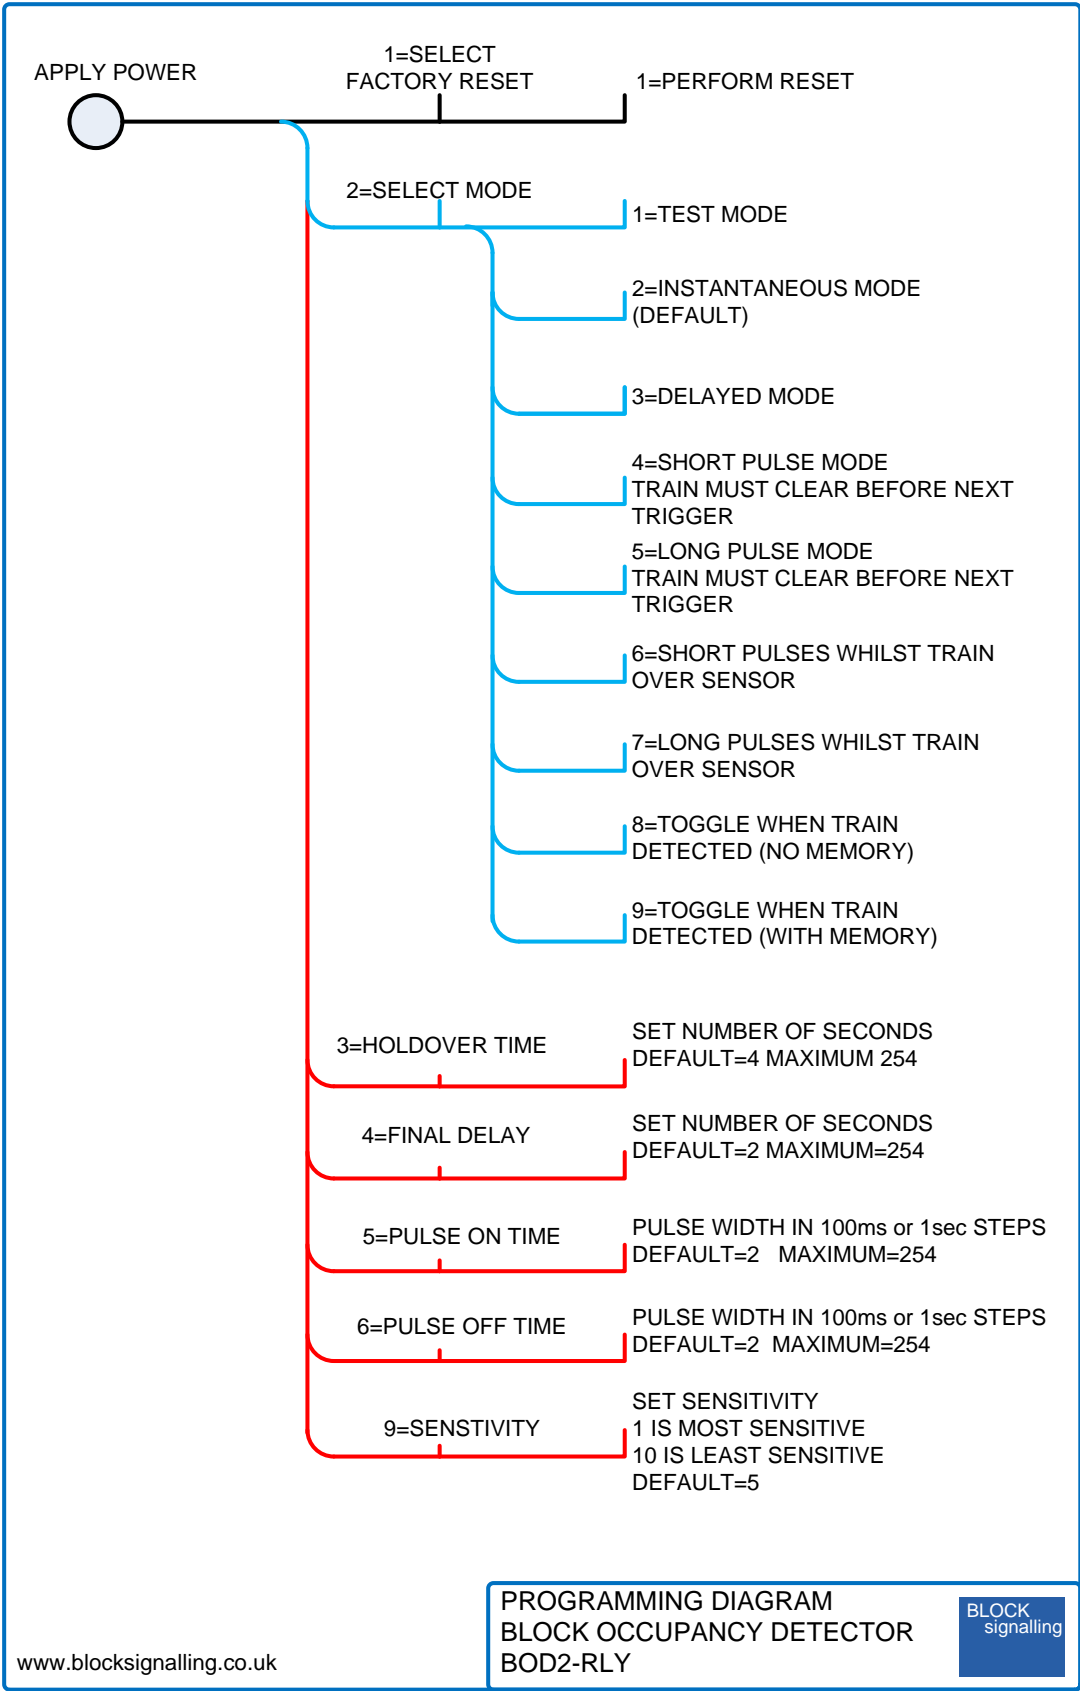 APPLY POWER
1=SELECT
FACTORY RESET
1=PERFORM RESET
2=SELECT MODE
1=TEST MODE
2=INSTANTANEOUS MODE
(DEFAULT)
3=DELAYED MODE
4=SHORT PULSE MODE
TRAIN MUST CLEAR BEFORE NEXT
TRIGGER
5=LONG PULSE MODE
TRAIN MUST CLEAR BEFORE NEXT
TRIGGER
6=SHORT PULSES WHILST TRAIN
OVER SENSOR
7=LONG PULSES WHILST TRAIN
OVER SENSOR
8=TOGGLE WHEN TRAIN
DETECTED (NO MEMORY)
9=TOGGLE WHEN TRAIN
DETECTED (WITH MEMORY)
3=HOLDOVER TIME
SET NUMBER OF SECONDS
DEFAULT=4 MAXIMUM 254
4=FINAL DELAY
SET NUMBER OF SECONDS
DEFAULT=2 MAXIMUM=254
5=PULSE ON TIME
PULSE WIDTH IN 100ms or 1sec STEPS
DEFAULT=2 MAXIMUM=254
6=PULSE OFF TIME
PULSE WIDTH IN 100ms or 1sec STEPS
DEFAULT=2 MAXIMUM=254
9=SENSTIVITY
SET SENSITIVITY
1 IS MOST SENSITIVE
10 IS LEAST SENSITIVE
DEFAULT=5
www.blocksignalling.co.uk
PROGRAMMING DIAGRAM
BLOCK OCCUPANCY DETECTOR
BOD2-RLY
BLOCK
signalling